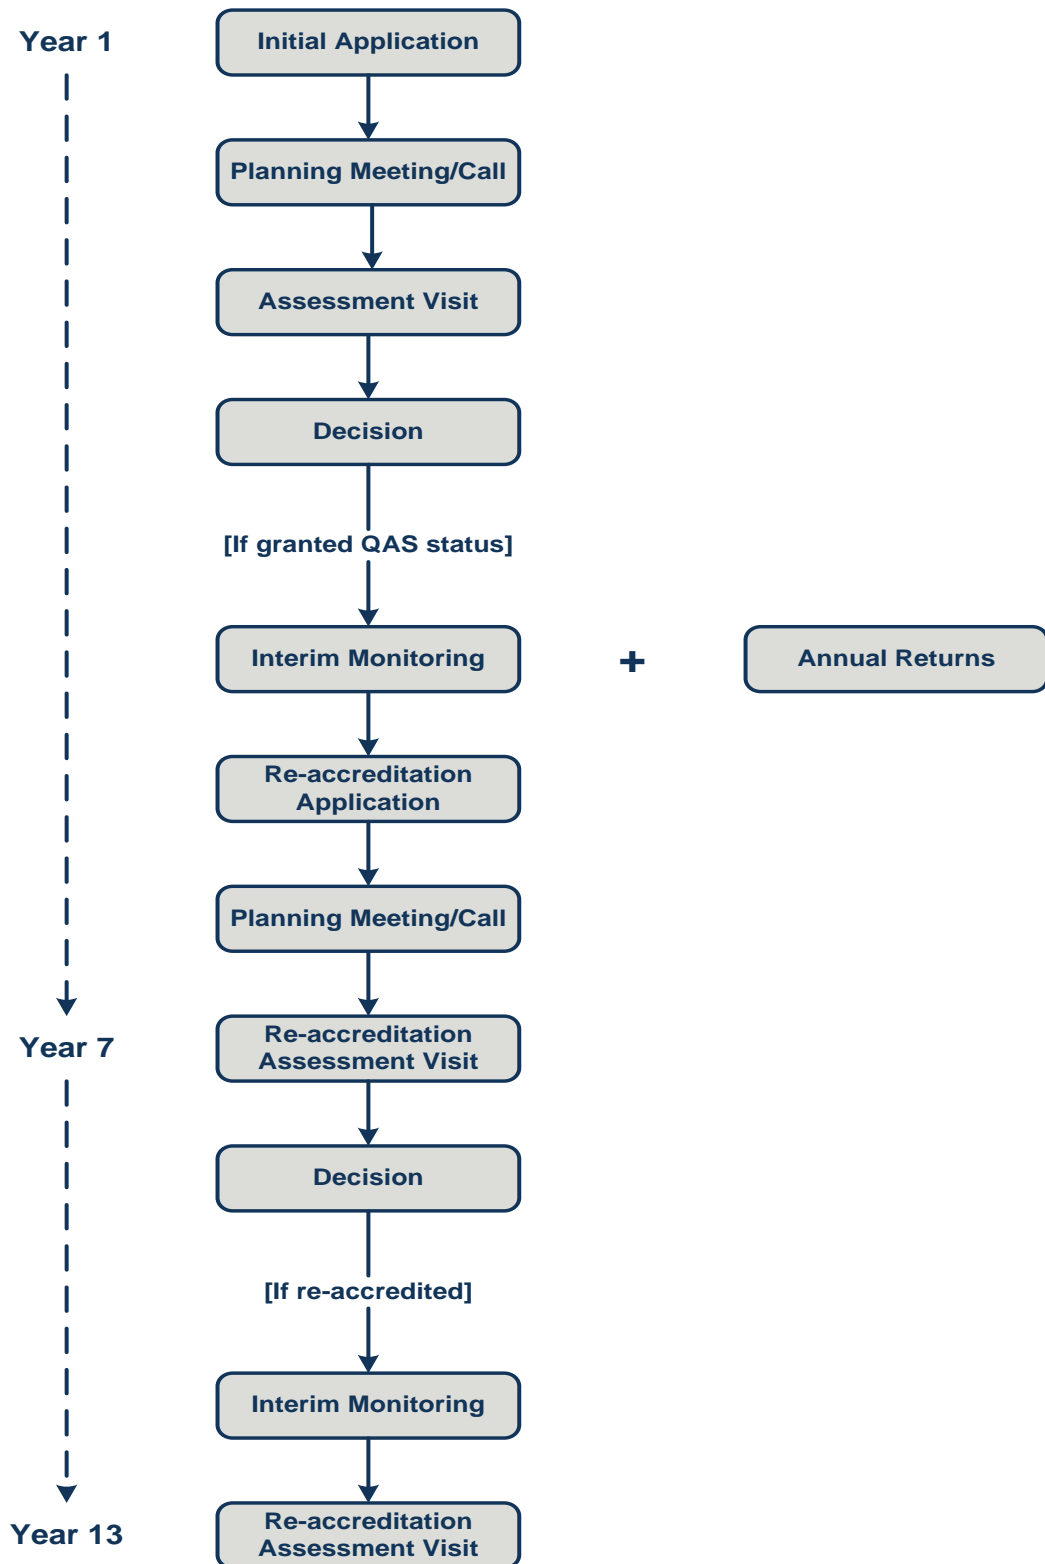 Year 1
Initial Application
Planning Meeting/Call
Assessment Visit
Decision
[If granted QAS status]
Interim Monitoring
+
Annual Returns
Re-accreditation
Application
Planning Meeting/Call
Year 7
Re-accreditation
Assessment Visit
Decision
[If re-accredited]
Interim Monitoring
Year 13
Re-accreditation
Assessment Visit